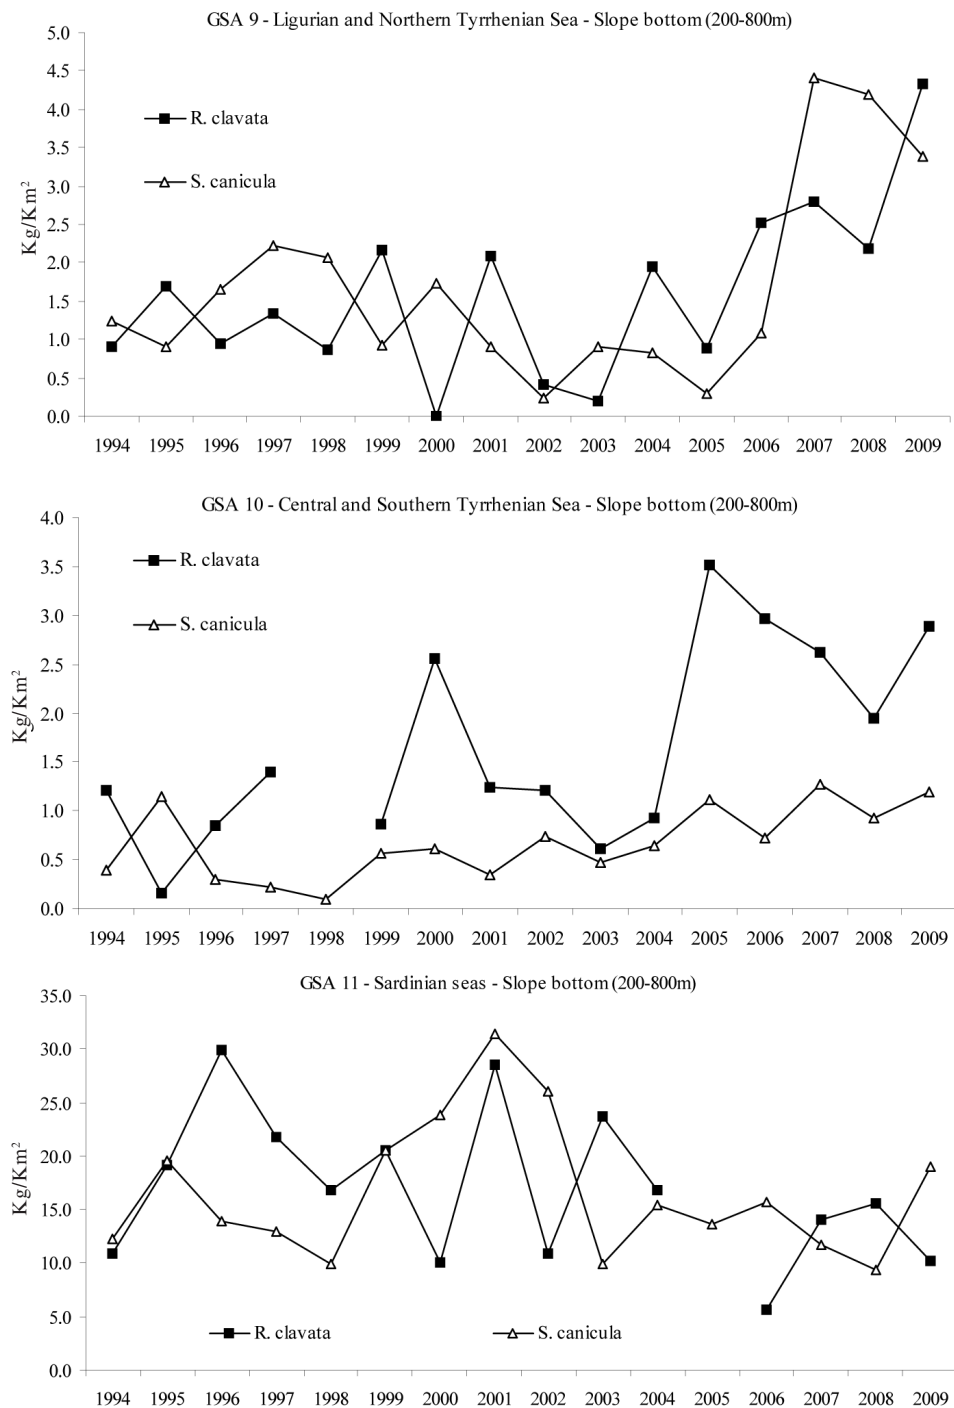 GSA 9 - Ligurian and Northern Tyrrhenian Sea - Slope bottom (200-800m)
5.0
4.5
4.0
3.5
3.0
2.5
2.0
1.5
1.0
0.5
0.0
Kg/Km²
R. clavata
S. canicula
1994 1995 1996 1997 1998 1999 2000 2001 2002 2003 2004 2005 2006 2007 2008 2009
GSA 10 - Central and Southern Tyrrhenian Sea - Slope bottom (200-800m)
4.0
3.5
3.0
2.5
2.0
1.5
1.0
0.5
0.0
Kg/Km²
R. clavata
S. canicula
1994 1995 1996 1997 1998 1999 2000 2001 2002 2003 2004 2005 2006 2007 2008 2009
GSA 11 - Sardinian seas - Slope bottom (200-800m)
35.0
30.0
25.0
20.0
15.0
10.0
5.0
0.0
Kg/Km²
R. clavata S. canicula
1994 1995 1996 1997 1998 1999 2000 2001 2002 2003 2004 2005 2006 2007 2008 2009